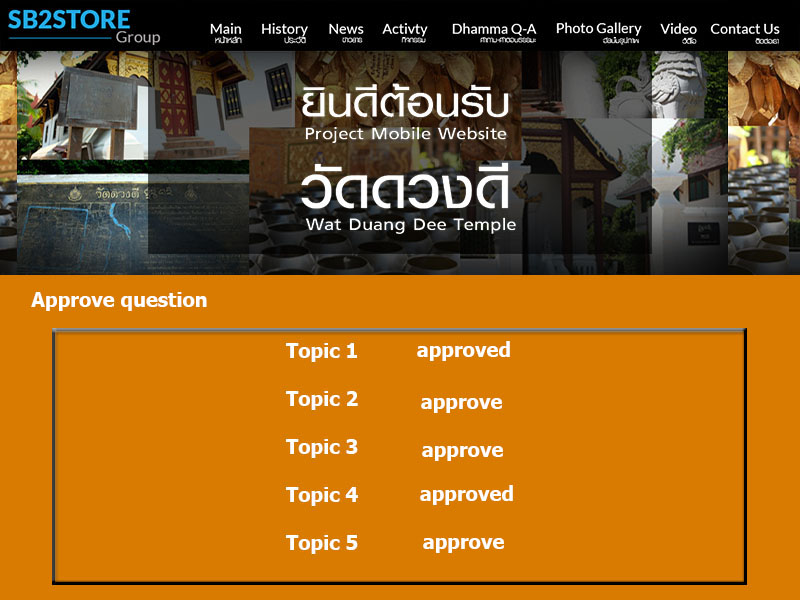 SB2STORE
Group
Main
หน้าหลัก
History
ประวัติ
News
ข่าวสาร
Activty
กิจกรรม
Dhamma Q-A
คำถาม-คำตอบธรรมะ
Photo Gallery
อัลบั้มรูปภาพ
Video
วีดีโอ
Contact Us
ติดต่อเรา
ยินดีต้อนรับ
Project Mobile Website
วัดดวงดี
Wat Duang Dee Temple
วัดดวงดี
Approve question
Topic 1 approved
Topic 2 approve
Topic 3 approve
Topic 4 approved
Topic 5 approve